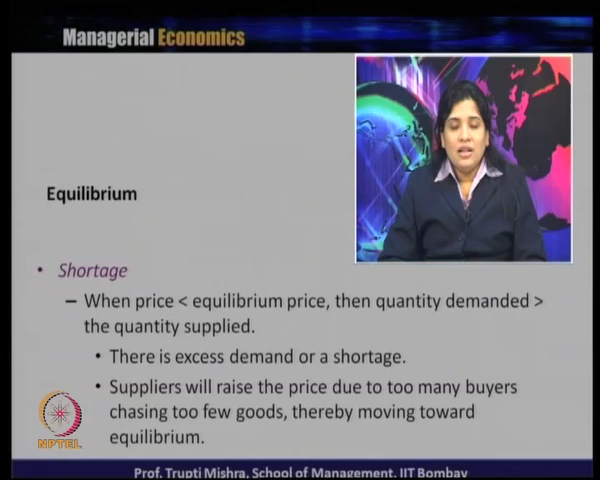 Managerial Economics
Equilibrium
• Shortage
– When price < equilibrium price, then quantity demanded >
the quantity supplied.
• There is excess demand or a shortage.
• Suppliers will raise the price due to too many buyers
chasing too few goods, thereby moving toward
equilibrium.
NPTEL
Prof. Trupti Mishra, School of Management, IIT Bombay